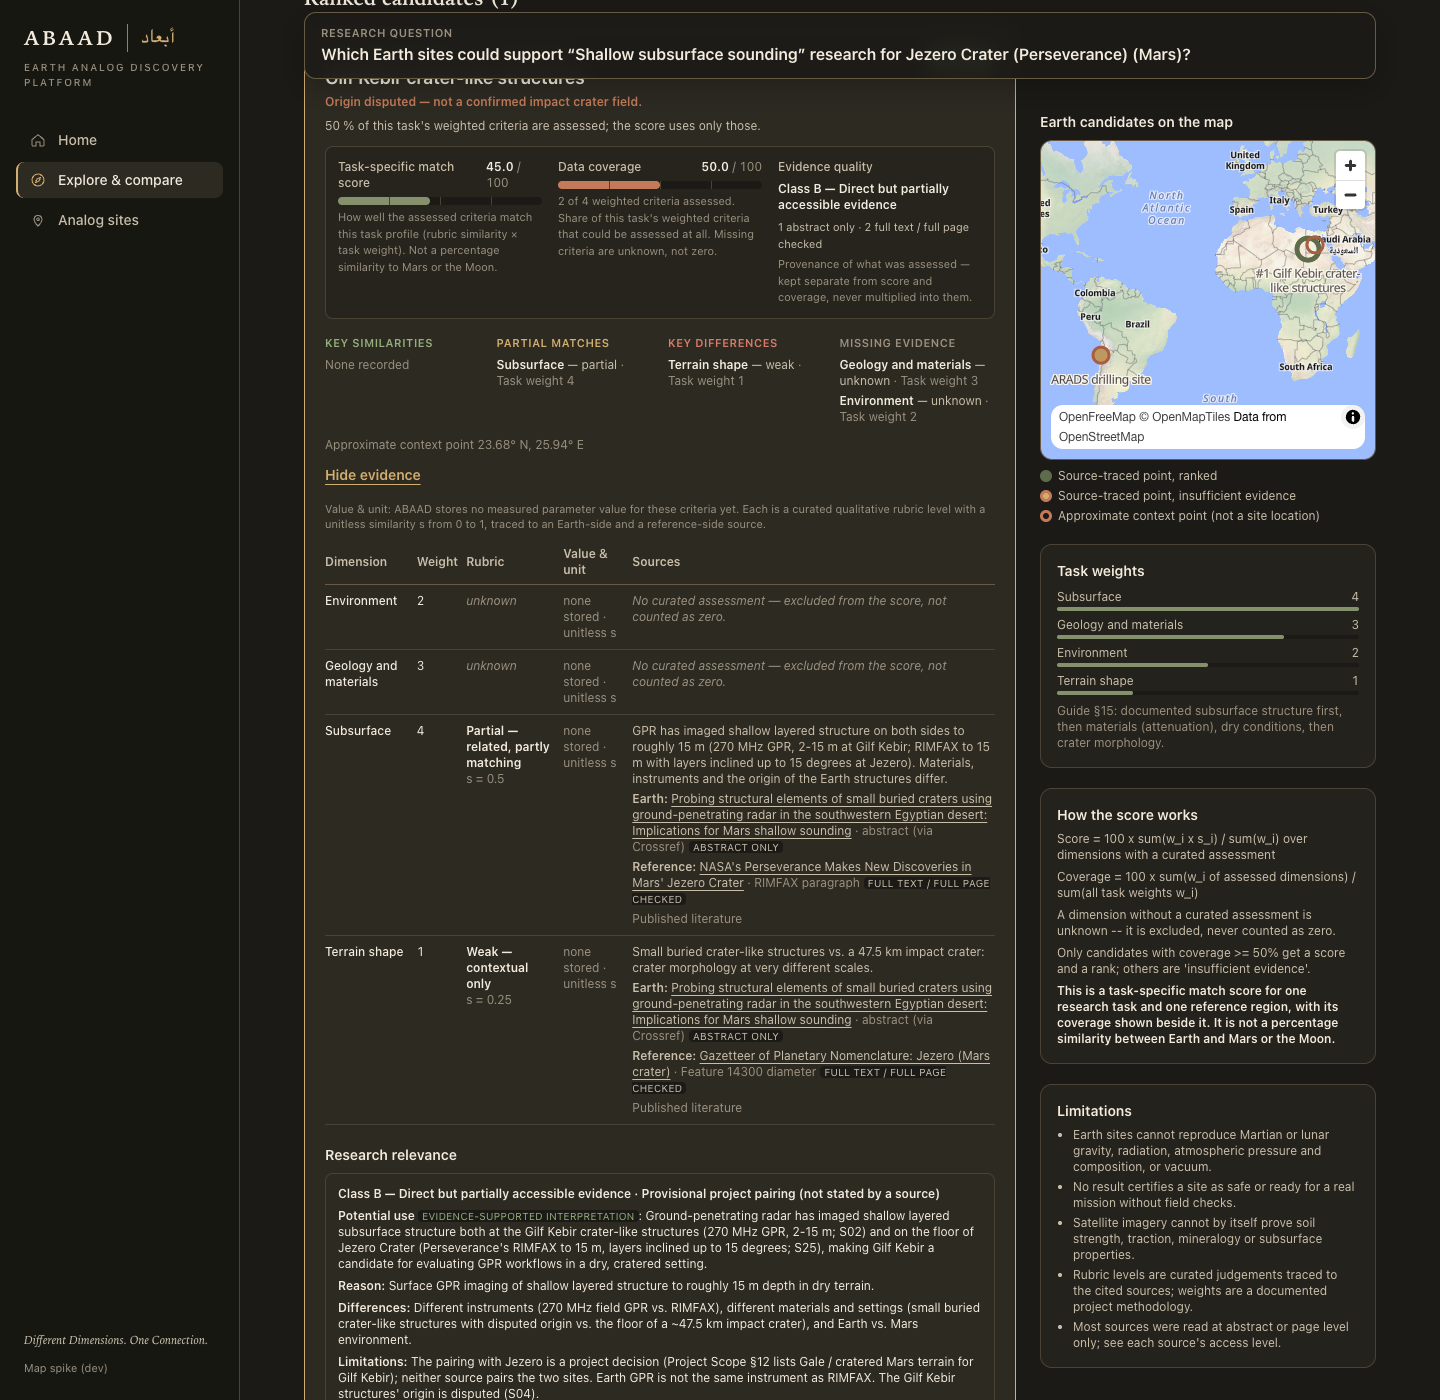 ABAAD
أبعاد
EARTH ANALOG DISCOVERY
PLATFORM
Home
Explore & compare
Analog sites
Different Dimensions. One Connection.
Map spike (dev)
Ranked candidates (1)
RESEARCH QUESTION
Which Earth sites could support “Shallow subsurface sounding” research for Jezero Crater (Perseverance) (Mars)?
Gilf Kebir crater-like structures
Origin disputed — not a confirmed impact crater field.
50 % of this task's weighted criteria are assessed; the score uses only those.
Task-specific match
score
45.0 /
100
How well the assessed criteria match
this task profile (rubric similarity ×
task weight). Not a percentage
similarity to Mars or the Moon.
Data coverage
50.0 / 100
2 of 4 weighted criteria assessed.
Share of this task's weighted criteria
that could be assessed at all. Missing
criteria are unknown, not zero.
Evidence quality
Class B — Direct but partially
accessible evidence
1 abstract only · 2 full text / full page
checked
Provenance of what was assessed —
kept separate from score and
coverage, never multiplied into them.
KEY SIMILARITIES
None recorded
PARTIAL MATCHES
Subsurface — partial ·
Task weight 4
KEY DIFFERENCES
Terrain shape — weak ·
Task weight 1
MISSING EVIDENCE
Geology and materials —
unknown · Task weight 3
Environment — unknown ·
Task weight 2
Approximate context point 23.68° N, 25.94° E
Hide evidence
Value & unit: ABAAD stores no measured parameter value for these criteria yet. Each is a curated qualitative rubric level with a
unitless similarity s from 0 to 1, traced to an Earth-side and a reference-side source.
Dimension
Weight
Rubric
Value &
unit
Sources
Environment
2
unknown
none
stored ·
unitless s
No curated assessment — excluded from the score, not
counted as zero.
Geology and
materials
3
unknown
none
stored ·
unitless s
No curated assessment — excluded from the score, not
counted as zero.
Subsurface
4
Partial —
related, partly
matching
s = 0.5
none
stored ·
unitless s
GPR has imaged shallow layered structure on both sides to
roughly 15 m (270 MHz GPR, 2-15 m at Gilf Kebir; RIMFAX to 15
m with layers inclined up to 15 degrees at Jezero). Materials,
instruments and the origin of the Earth structures differ.
Earth: Probing structural elements of small buried craters using
ground-penetrating radar in the southwestern Egyptian desert:
Implications for Mars shallow sounding · abstract (via
Crossref) ABSTRACT ONLY
Reference: NASA's Perseverance Makes New Discoveries in
Mars' Jezero Crater · RIMFAX paragraph FULL TEXT / FULL PAGE
CHECKED
Published literature
Terrain shape
1
Weak —
contextual
only
s = 0.25
none
stored ·
unitless s
Small buried crater-like structures vs. a 47.5 km impact crater:
crater morphology at very different scales.
Earth: Probing structural elements of small buried craters using
ground-penetrating radar in the southwestern Egyptian desert:
Implications for Mars shallow sounding · abstract (via
Crossref) ABSTRACT ONLY
Reference: Gazetteer of Planetary Nomenclature: Jezero (Mars
crater) · Feature 14300 diameter FULL TEXT / FULL PAGE
CHECKED
Published literature
Research relevance
Class B — Direct but partially accessible evidence · Provisional project pairing (not stated by a source)
Potential use EVIDENCE-SUPPORTED INTERPRETATION : Ground-penetrating radar has imaged shallow layered
subsurface structure both at the Gilf Kebir crater-like structures (270 MHz GPR, 2-15 m; S02) and on the floor of
Jezero Crater (Perseverance's RIMFAX to 15 m, layers inclined up to 15 degrees; S25), making Gilf Kebir a
candidate for evaluating GPR workflows in a dry, cratered setting.
Reason: Surface GPR imaging of shallow layered structure to roughly 15 m depth in dry terrain.
Differences: Different instruments (270 MHz field GPR vs. RIMFAX), different materials and settings (small buried
crater-like structures with disputed origin vs. the floor of a ~47.5 km impact crater), and Earth vs. Mars
environment.
Limitations: The pairing with Jezero is a project decision (Project Scope §12 lists Gale / cratered Mars terrain for
Gilf Kebir); neither source pairs the two sites. Earth GPR is not the same instrument as RIMFAX. The Gilf Kebir
structures' origin is disputed (S04).
Earth candidates on the map
United
Kingdom
ed
es
North
Atlantic
Ocean
Spain
Italy
Turkey
co
udi Arabia
السعودية
#1 Gilf Kebir crater-
like structures
Colombia
Peru
Brazil
ARADS drilling site
South Africa
South
OpenFreeMap © OpenMapTiles Data from
OpenStreetMap
Source-traced point, ranked
Source-traced point, insufficient evidence
Approximate context point (not a site location)
Task weights
Subsurface 4
Geology and materials 3
Environment 2
Terrain shape 1
Guide §15: documented subsurface structure first,
then materials (attenuation), dry conditions, then
crater morphology.
How the score works
Score = 100 x sum(w_i x s_i) / sum(w_i) over
dimensions with a curated assessment
Coverage = 100 x sum(w_i of assessed dimensions) /
sum(all task weights w_i)
A dimension without a curated assessment is
unknown -- it is excluded, never counted as zero.
Only candidates with coverage >= 50% get a score
and a rank; others are 'insufficient evidence'.
This is a task-specific match score for one
research task and one reference region, with its
coverage shown beside it. It is not a percentage
similarity between Earth and Mars or the Moon.
Limitations
• Earth sites cannot reproduce Martian or lunar
gravity, radiation, atmospheric pressure and
composition, or vacuum.
• No result certifies a site as safe or ready for a real
mission without field checks.
• Satellite imagery cannot by itself prove soil
strength, traction, mineralogy or subsurface
properties.
• Rubric levels are curated judgements traced to
the cited sources; weights are a documented
project methodology.
• Most sources were read at abstract or page level
only; see each source's access level.